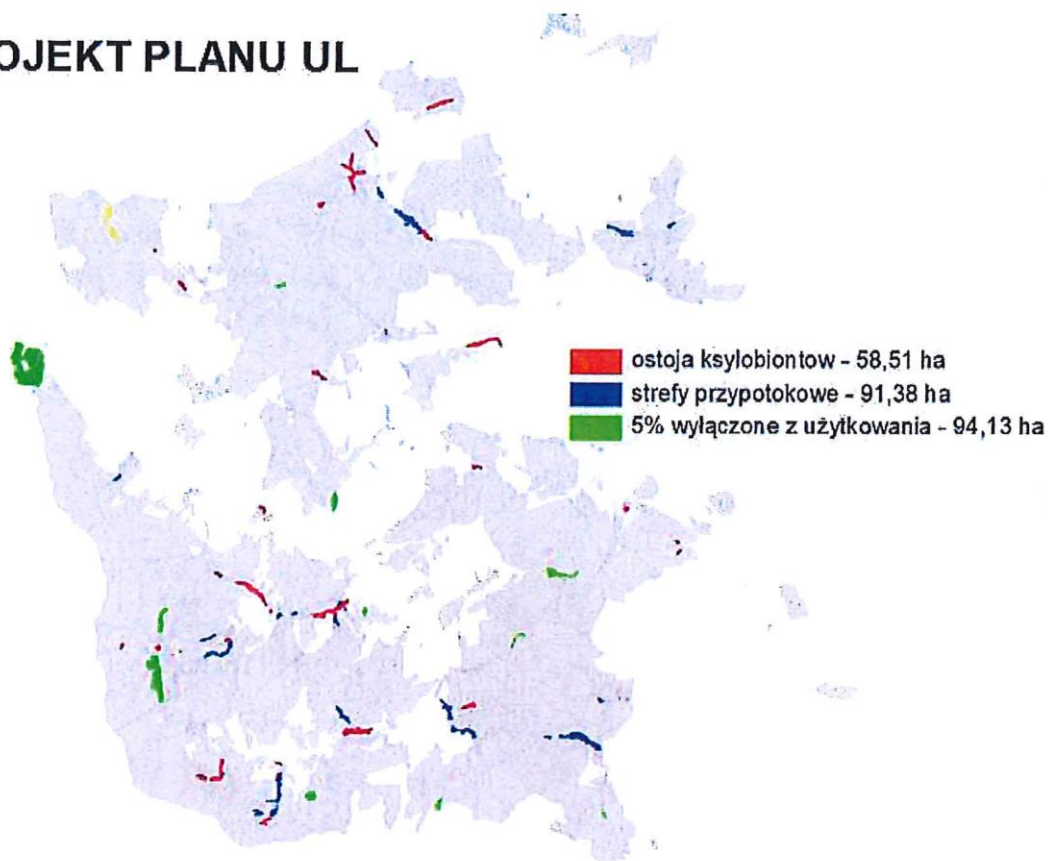 OJEKT PLANU UL
ostoja ksylobiontow - 58,51 ha
strefy przypotokowe - 91,38 ha
5% wyłączone z użytkowania - 94,13 ha